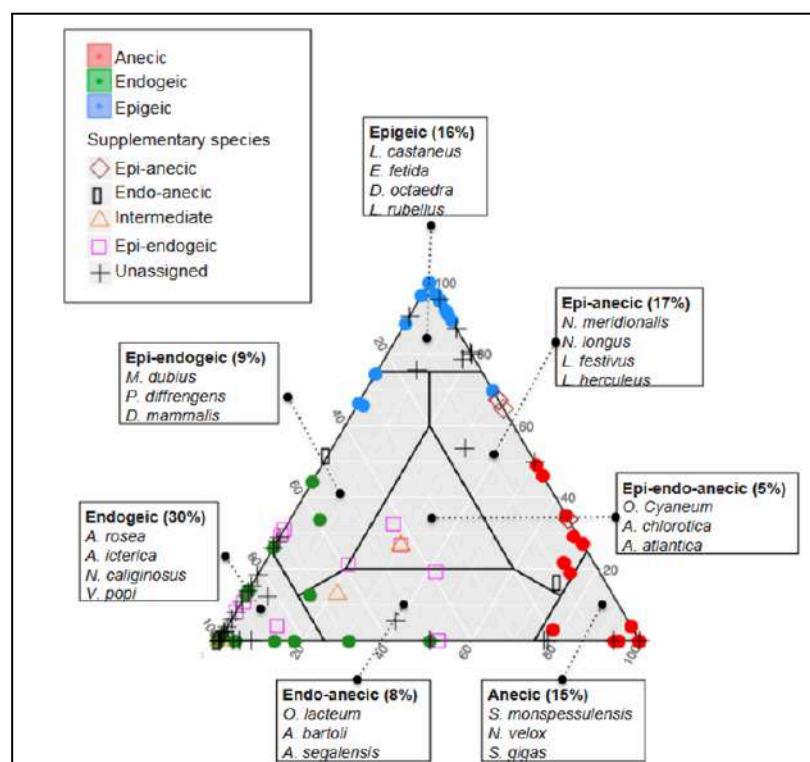 Anecic
Endogeic
Epigeic
Supplementary species
Epi-anecic
Endo-anecic
Intermediate
Epi-endogeic
Unassigned
Epigeic (16%)
L. castaneus
E. fetida
D. octaedra
L. rubellus
Epi-anecic (17%)
N. meridionalis
N. longus
L. festivus
L. herculeus
Epi-endogeic (9%)
M. dubius
P. diffrengens
D. mammalis
Epi-endo-anecic (5%)
O. Cyaneum
A. chlorotica
A. atlantica
Endogeic (30%)
A. rosea
A. icterica
N. caliginosus
V. popi
Endo-anecic (8%)
O. lacteum
A. bartoli
A. segalensis
Anecic (15%)
S. monspessulensis
N. velox
S. gigas
100
80
60
40
20
20
40
60
80
100
20
40
60
80
100